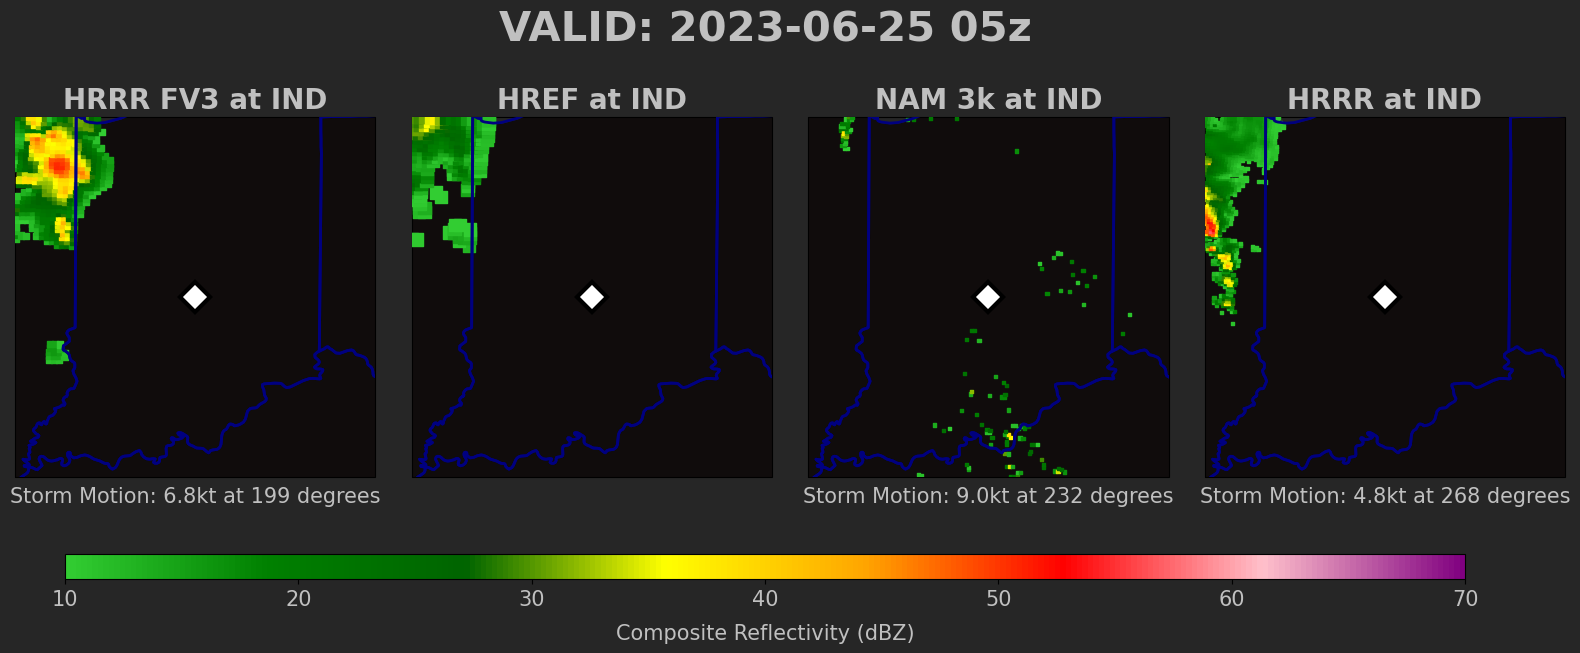 VALID: 2023-06-25 05z
HRRR FV3 at IND
HREF at IND
NAM 3k at IND
HRRR at IND
Storm Motion: 6.8kt at 199 degrees
Storm Motion: 9.0kt at 232 degrees
Storm Motion: 4.8kt at 268 degrees
10 20 30 40 50 60 70
Composite Reflectivity (dBZ)